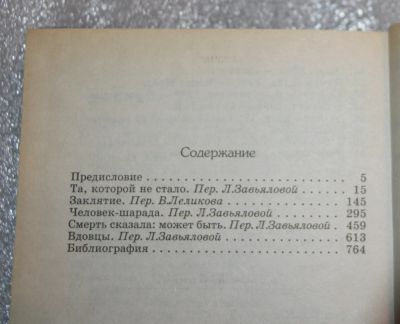 Содержание
Предисловие . . . . . . . . . . . . . . . . . . . . . . . . . . . . 5
Та, которой не стало. Пер. Л.Завьяловой . . . . . 15
Заклятие. Пер. В.Леликова . . . . . . . . . . . . . . . 145
Человек-шарада. Пер. Л.Завьяловой . . . . . . . . 295
Смерть сказала: может быть. Пер. Л.Завьяловой . 459
Вдовцы. Пер. Л.Завьяловой . . . . . . . . . . . . . . . 613
Библиография . . . . . . . . . . . . . . . . . . . . . . . . . 764